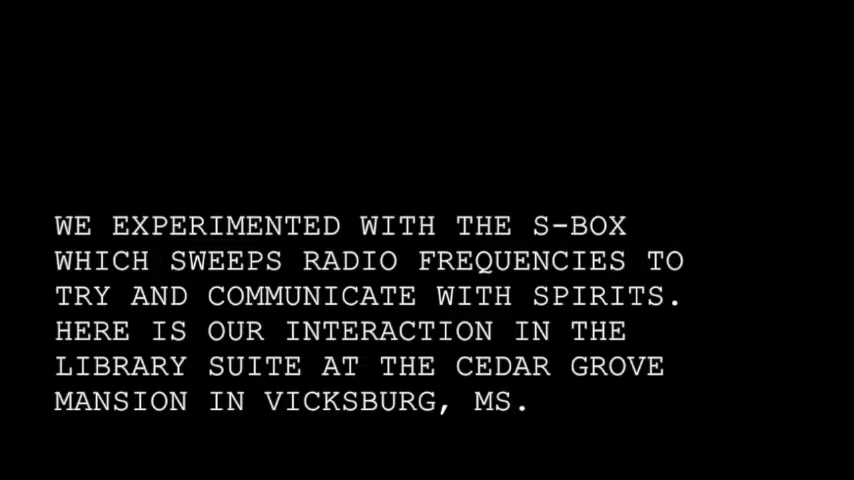 WE EXPERIMENTED WITH THE S-BOX
WHICH SWEEPS RADIO FREQUENCIES TO
TRY AND COMMUNICATE WITH SPIRITS.
HERE IS OUR INTERACTION IN THE
LIBRARY SUITE AT THE CEDAR GROVE
MANSION IN VICKSBURG, MS.